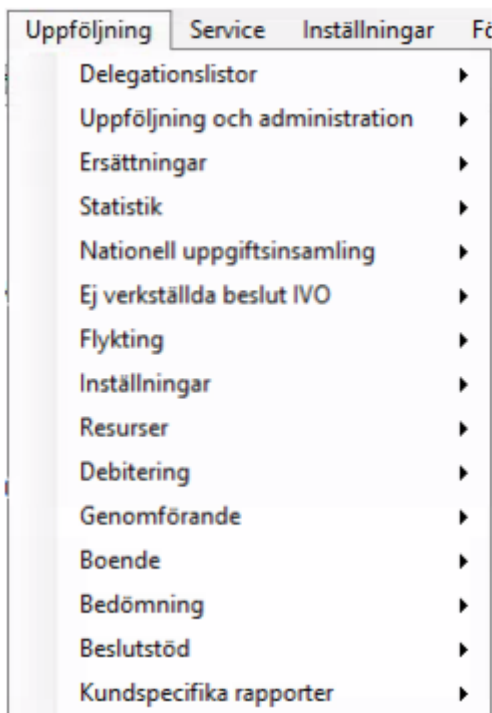 Uppföljning Service Inställningar
Delegationslistor
Uppföljning och administration
Ersättningar
Statistik
Nationell uppgiftsinsamling
Ej verkställda beslut IVO
Flykting
Inställningar
Resurser
Debitering
Genomförande
Boende
Bedömning
Beslutstöd
Kundspecifika rapporter